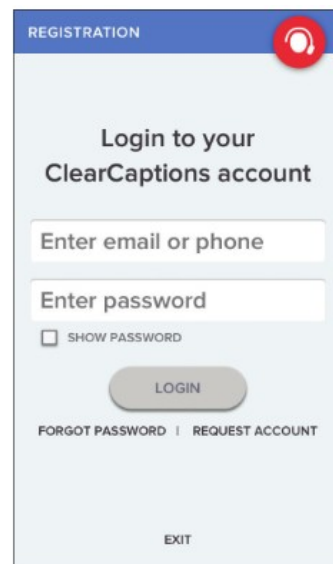 REGISTRATION
Login to your
ClearCaptions account
Enter email or phone
Enter password
SHOW PASSWORD
LOGIN
FORGOT PASSWORD | REQUEST ACCOUNT
EXIT